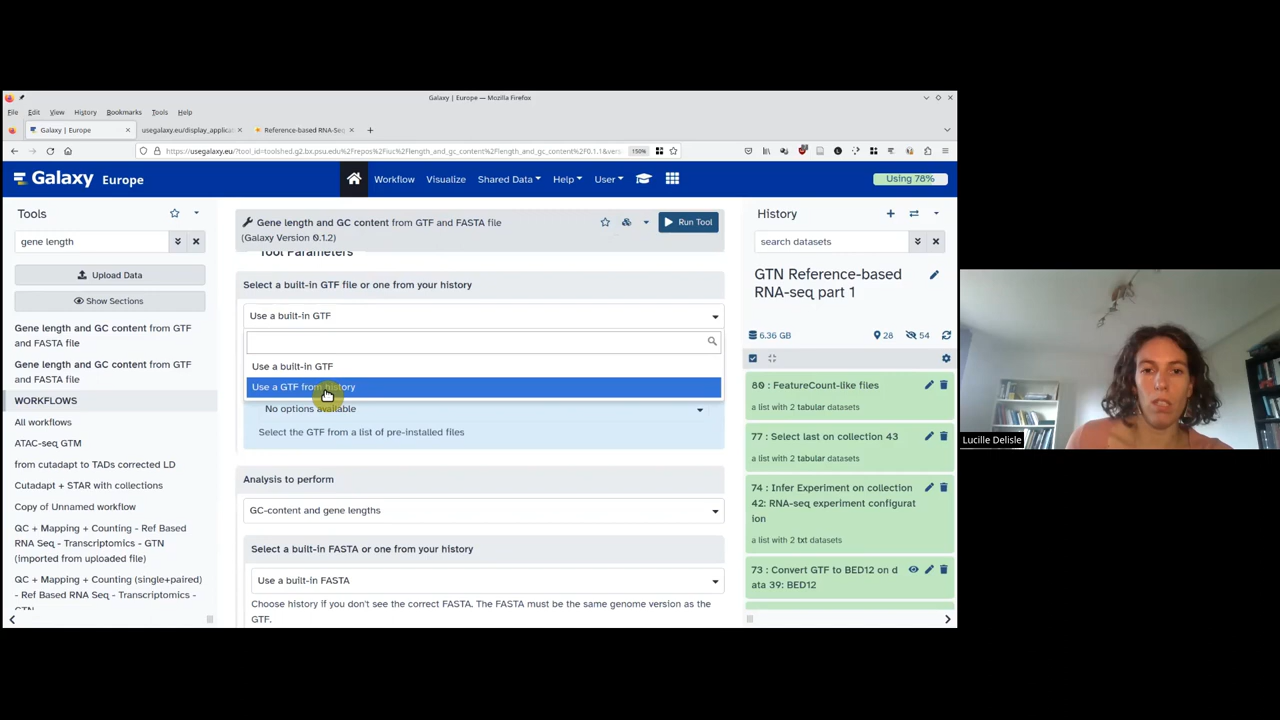 Galaxy | Europe — Mozilla Firefox
File Edit View History Bookmarks Tools Help
Galaxy | Europe
usegalaxy.eu/display_applica
Reference-based RNA-Seq
150%
Galaxy Europe
Workflow Visualize Shared Data Help User
Using 78%
Tools
gene length
Upload Data
Show Sections
Gene length and GC content from GTF
and FASTA file
Gene length and GC content from GTF
and FASTA file
WORKFLOWS
All workflows
ATAC-seq GTM
from cutadapt to TADs corrected LD
Cutadapt + STAR with collections
Copy of Unnamed workflow
QC + Mapping + Counting - Ref Based
RNA Seq - Transcriptomics - GTN
(imported from uploaded file)
QC + Mapping + Counting (single+paired)
- Ref Based RNA Seq - Transcriptomics -
GTN
Gene length and GC content from GTF and FASTA file
(Galaxy Version 0.1.2)
Run Tool
Tool Parameters
Select a built-in GTF file or one from your history
Use a built-in GTF
Use a built-in GTF
Use a GTF from history
No options available
Select the GTF from a list of pre-installed files
Analysis to perform
GC-content and gene lengths
Select a built-in FASTA or one from your history
Use a built-in FASTA
Choose history if you don't see the correct FASTA. The FASTA must be the same genome version as the
GTF.
History
search datasets
GTN Reference-based
RNA-seq part 1
6.36 GB
28
54
80 : FeatureCount-like files
a list with 2 tabular datasets
77 : Select last on collection 43
a list with 2 tabular datasets
74 : Infer Experiment on collection
42: RNA-seq experiment configurat
ion
a list with 2 txt datasets
73 : Convert GTF to BED12 on d
ata 39: BED12
Lucille Delisle